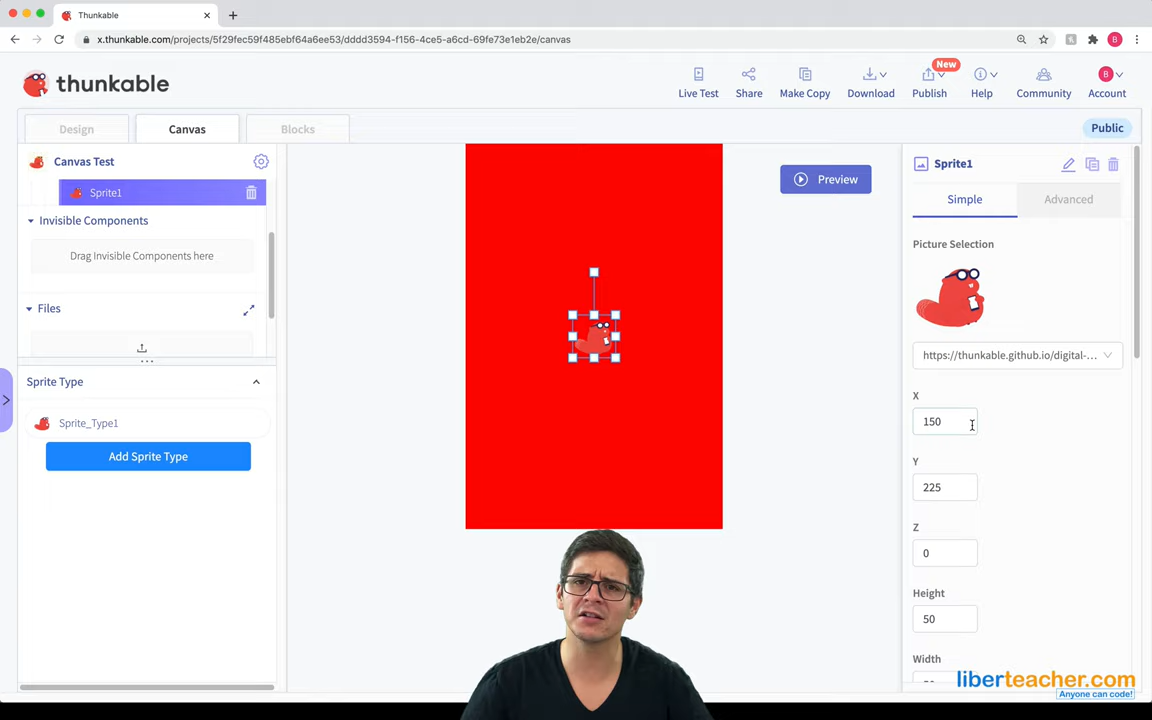 Thunkable
x.thunkable.com/projects/5f29fec59f485ebf64a6ee53/dddd3594-f156-4ce5-a6cd-69fe73e1eb2e/canvas
B
thunkable
New
Live Test
Share
Make Copy
Download
Publish
Help
Community
B
Account
Design
Canvas
Blocks
Public
Canvas Test
Sprite1
Invisible Components
Drag Invisible Components here
Files
Sprite Type
Sprite_Type1
Add Sprite Type
Preview
Sprite1
Simple
Advanced
Picture Selection
https://thunkable.github.io/digital-...
X
150
Y
225
Z
0
Height
50
Width
liberteacher.com
Anyone can code!